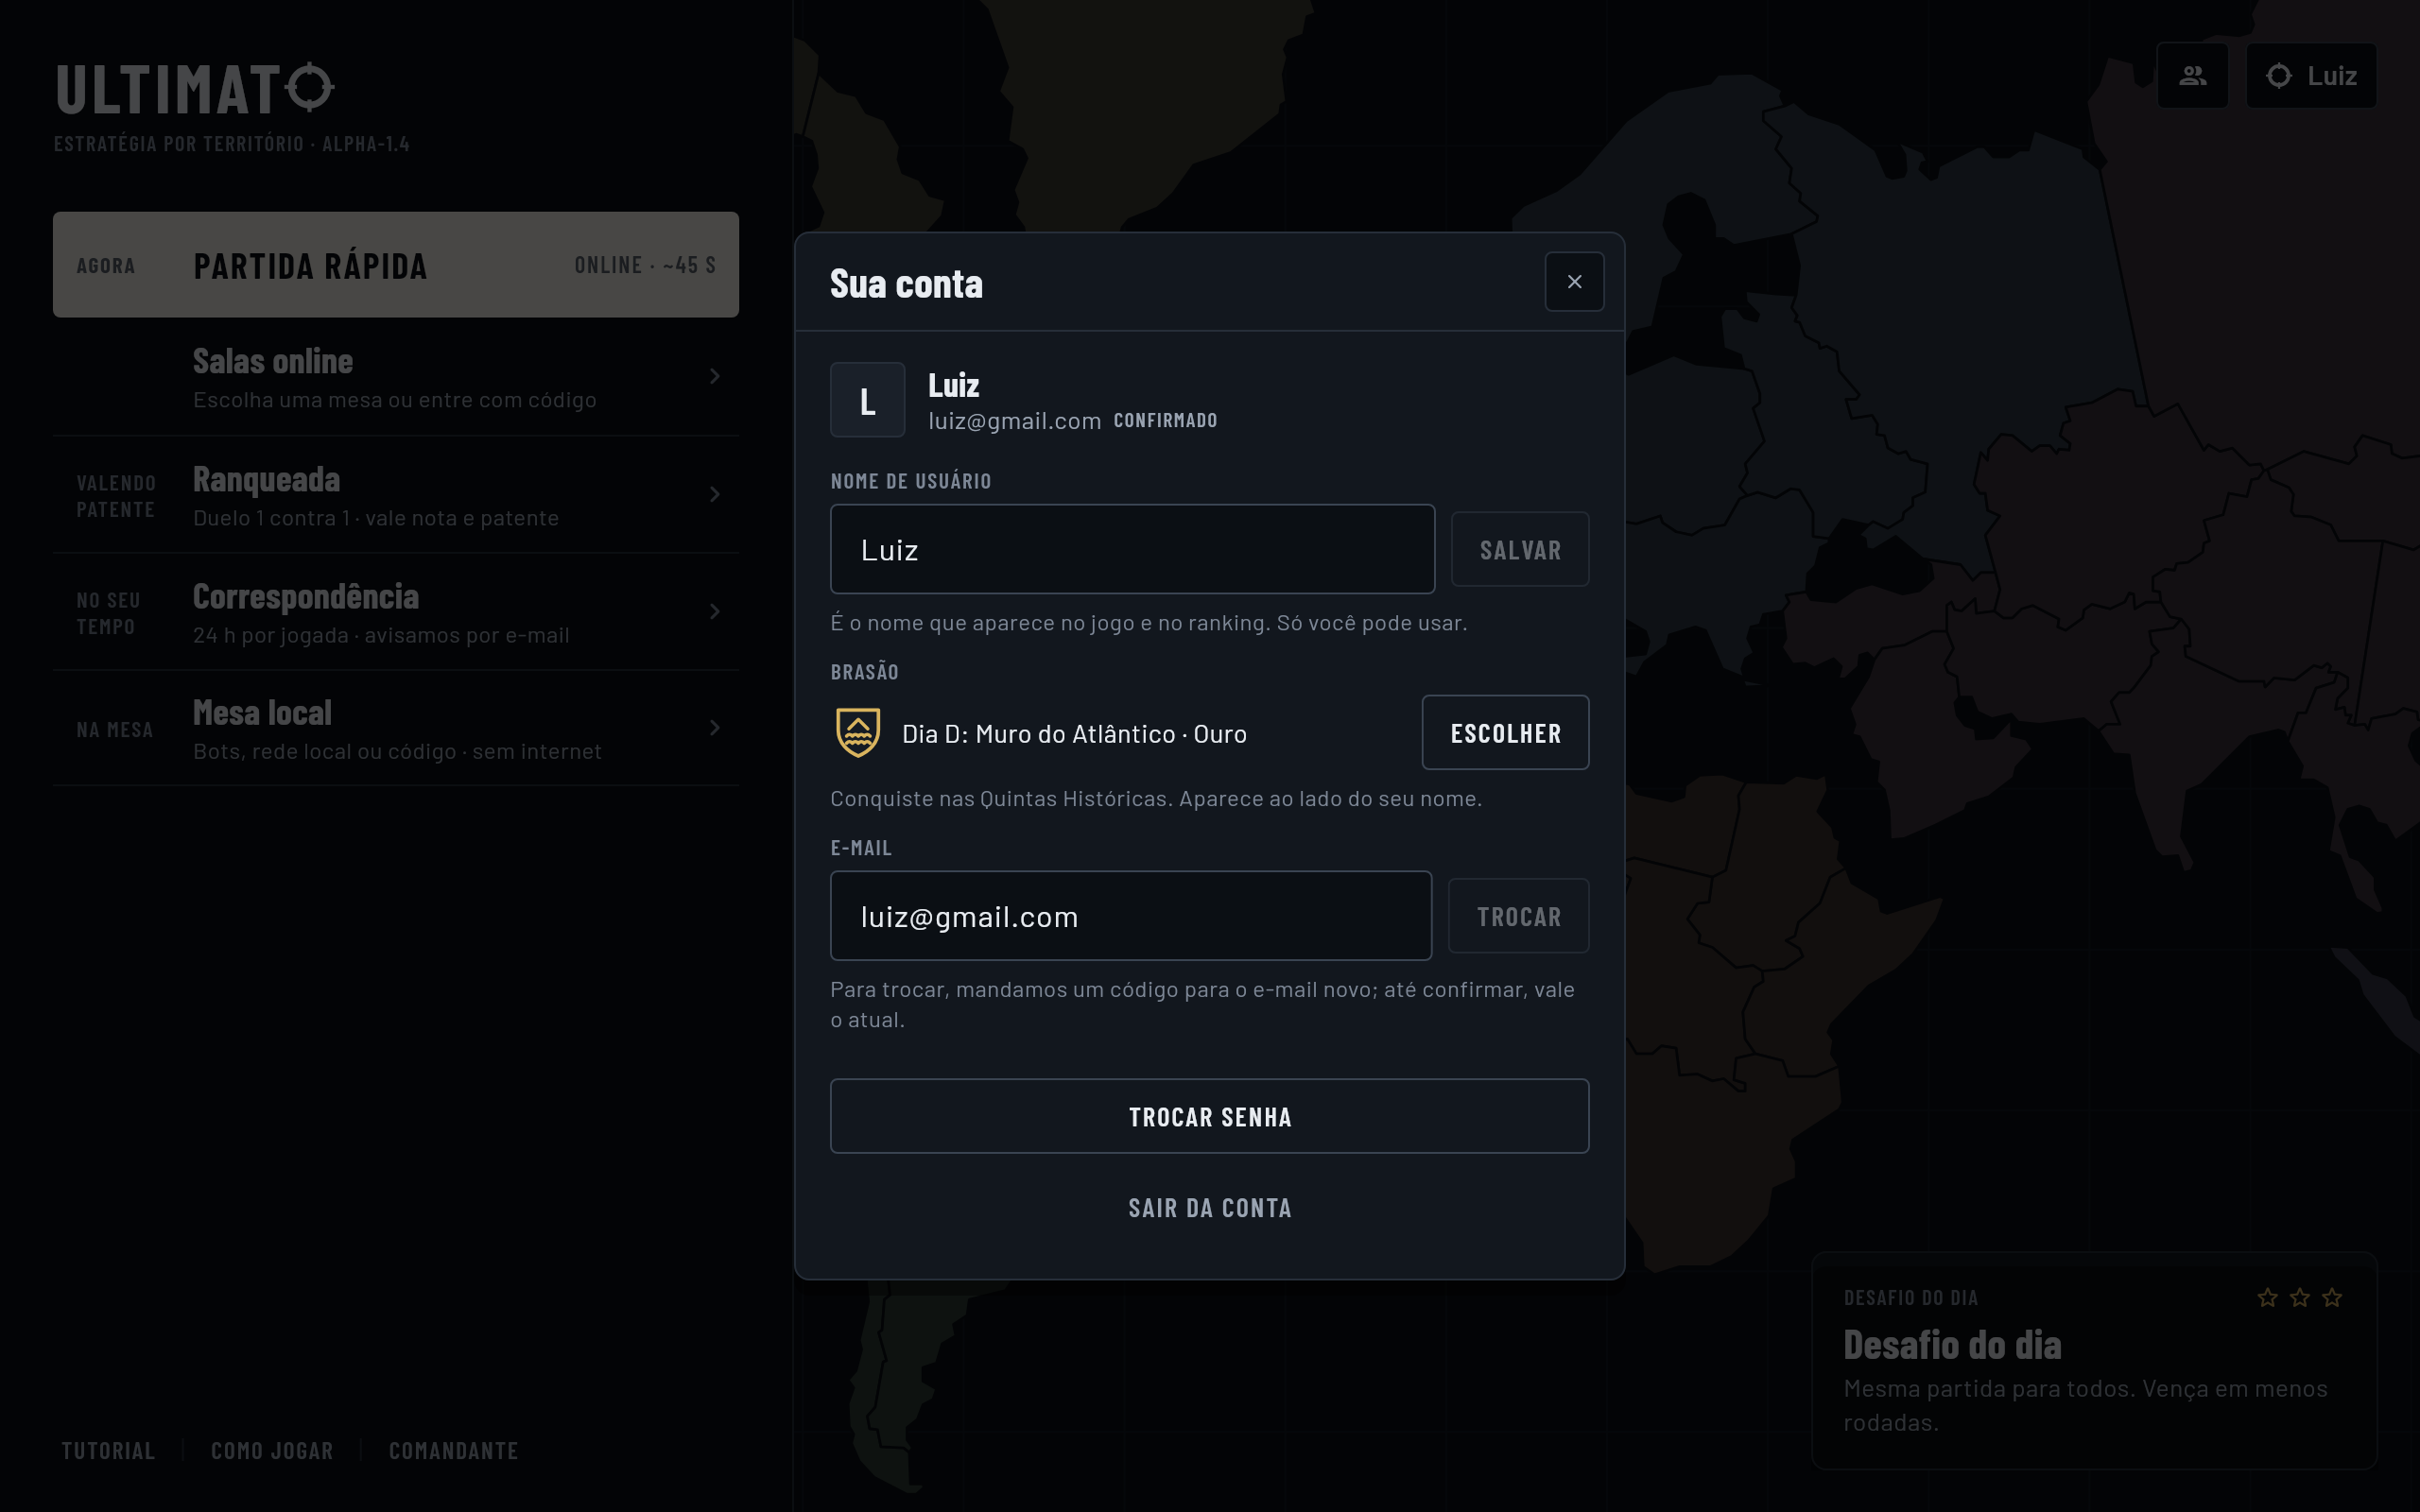 ULTIMATO
ESTRATÉGIA POR TERRITÓRIO · ALPHA-1.4
Luiz
AGORA
PARTIDA RÁPIDA
ONLINE · ~45 S
Salas online
Escolha uma mesa ou entre com código
VALENDO
PATENTE
Ranqueada
Duelo 1 contra 1 · vale nota e patente
NO SEU
TEMPO
Correspondência
24 h por jogada · avisamos por e-mail
NA MESA
Mesa local
Bots, rede local ou código · sem internet
TUTORIAL
COMO JOGAR
COMANDANTE
Sua conta
L
Luiz
luiz@gmail.com CONFIRMADO
NOME DE USUÁRIO
Luiz
SALVAR
É o nome que aparece no jogo e no ranking. Só você pode usar.
BRASÃO
Dia D: Muro do Atlântico · Ouro
ESCOLHER
Conquiste nas Quintas Históricas. Aparece ao lado do seu nome.
E-MAIL
luiz@gmail.com
TROCAR
Para trocar, mandamos um código para o e-mail novo; até confirmar, vale
o atual.
TROCAR SENHA
SAIR DA CONTA
DESAFIO DO DIA
Desafio do dia
Mesma partida para todos. Vença em menos
rodadas.